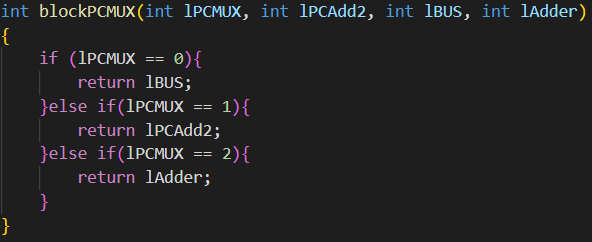 int blockPCMUX(int lPCMUX, int lPCAdd2, int lBUS, int lAdder)
{
    if (lPCMUX == 0){
        return lBUS;
    }else if(lPCMUX == 1){
        return lPCAdd2;
    }else if(lPCMUX == 2){
        return lAdder;
    }
}